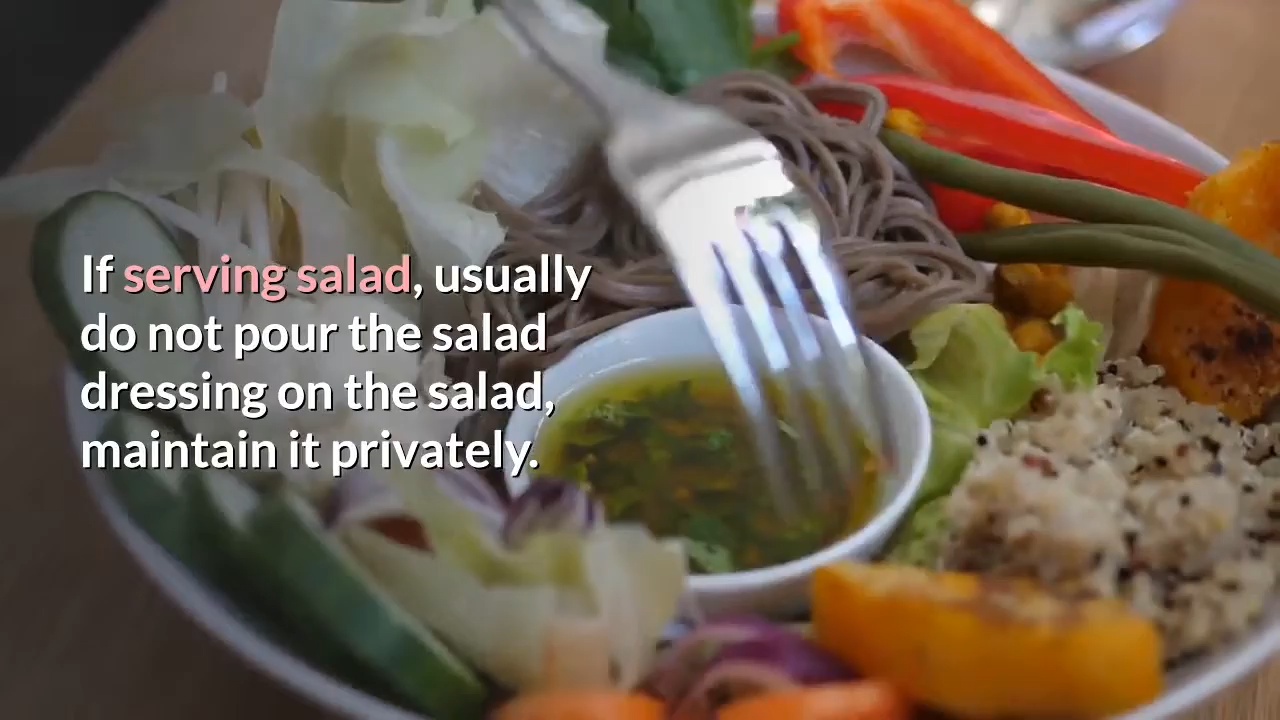 If serving salad, usually
do not pour the salad
dressing on the salad,
maintain it privately.